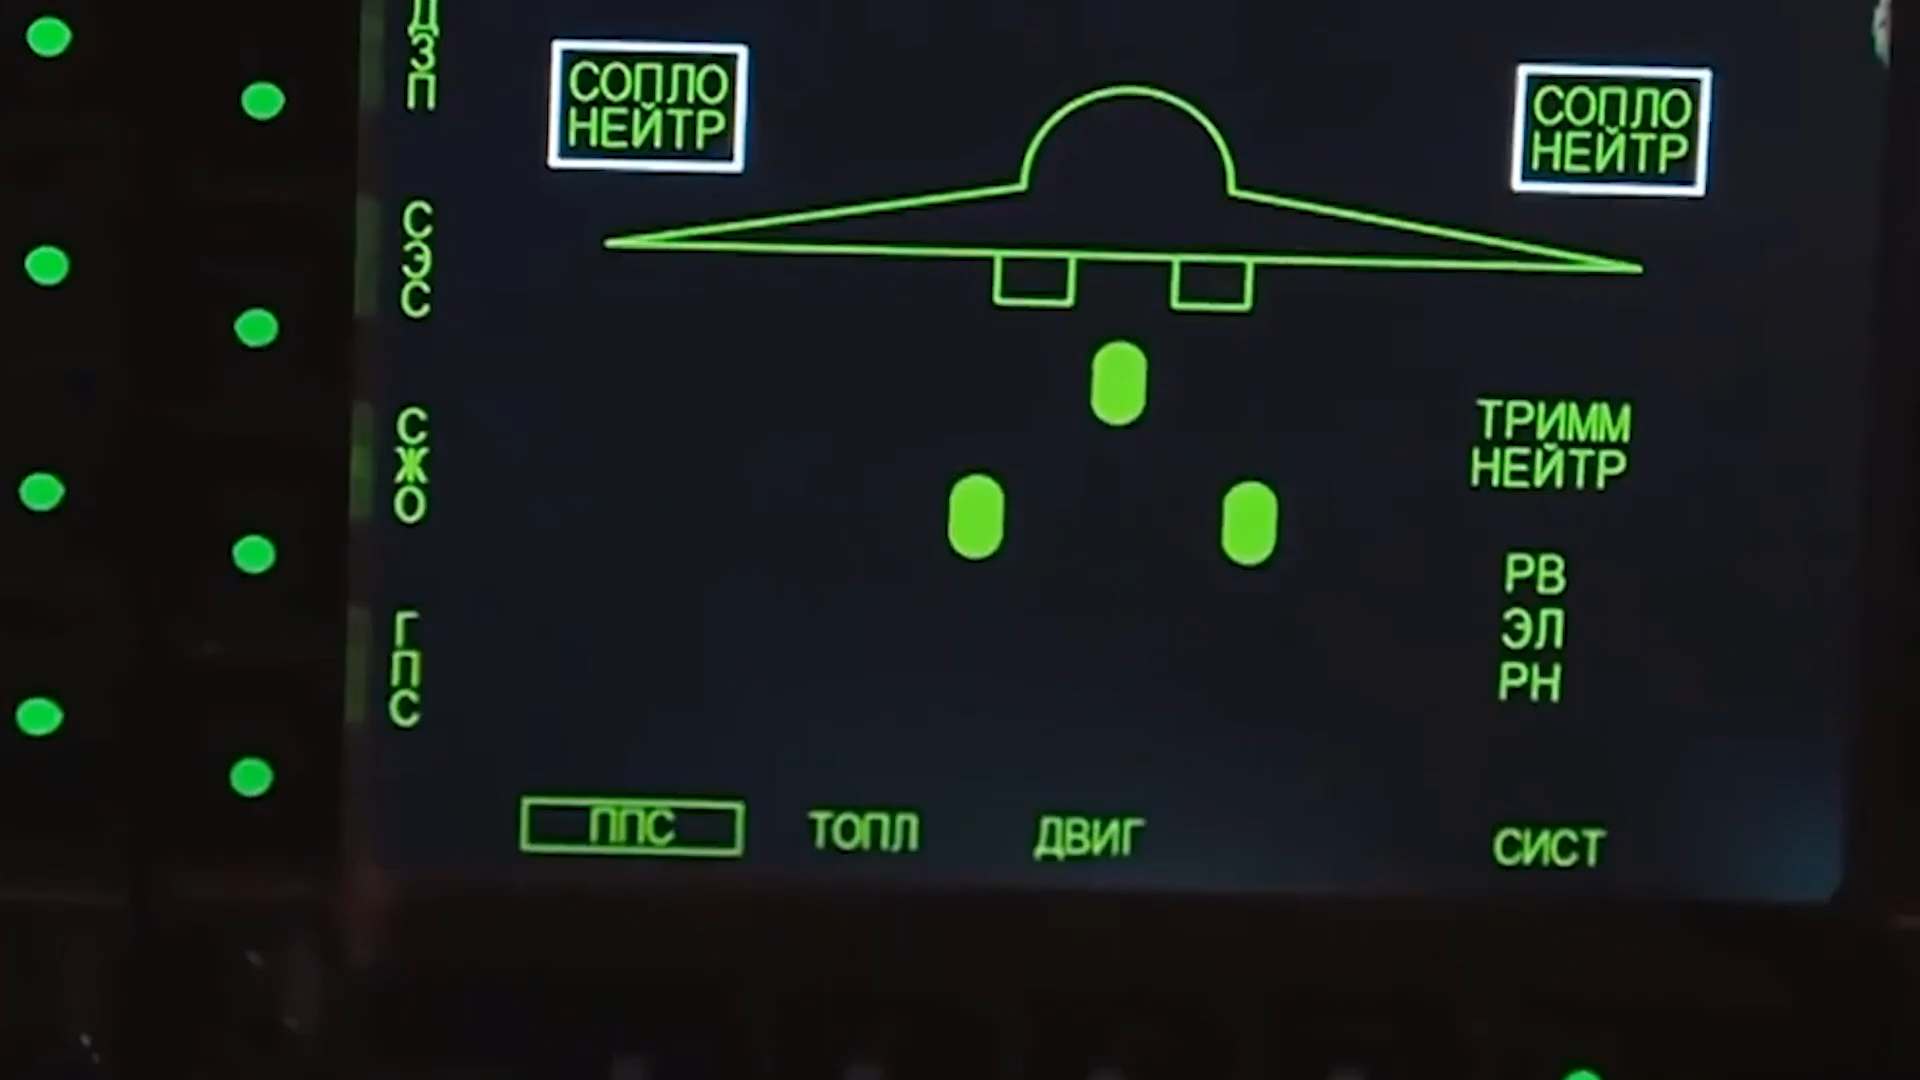 ДЗП
СОПЛО
НЕЙТР
СОПЛО
НЕЙТР
СЭС
СЖО
ТРИММ
НЕЙТР
РВ
ЭЛ
РН
ГПС
ППС ТОПЛ ДВИГ СИСТ